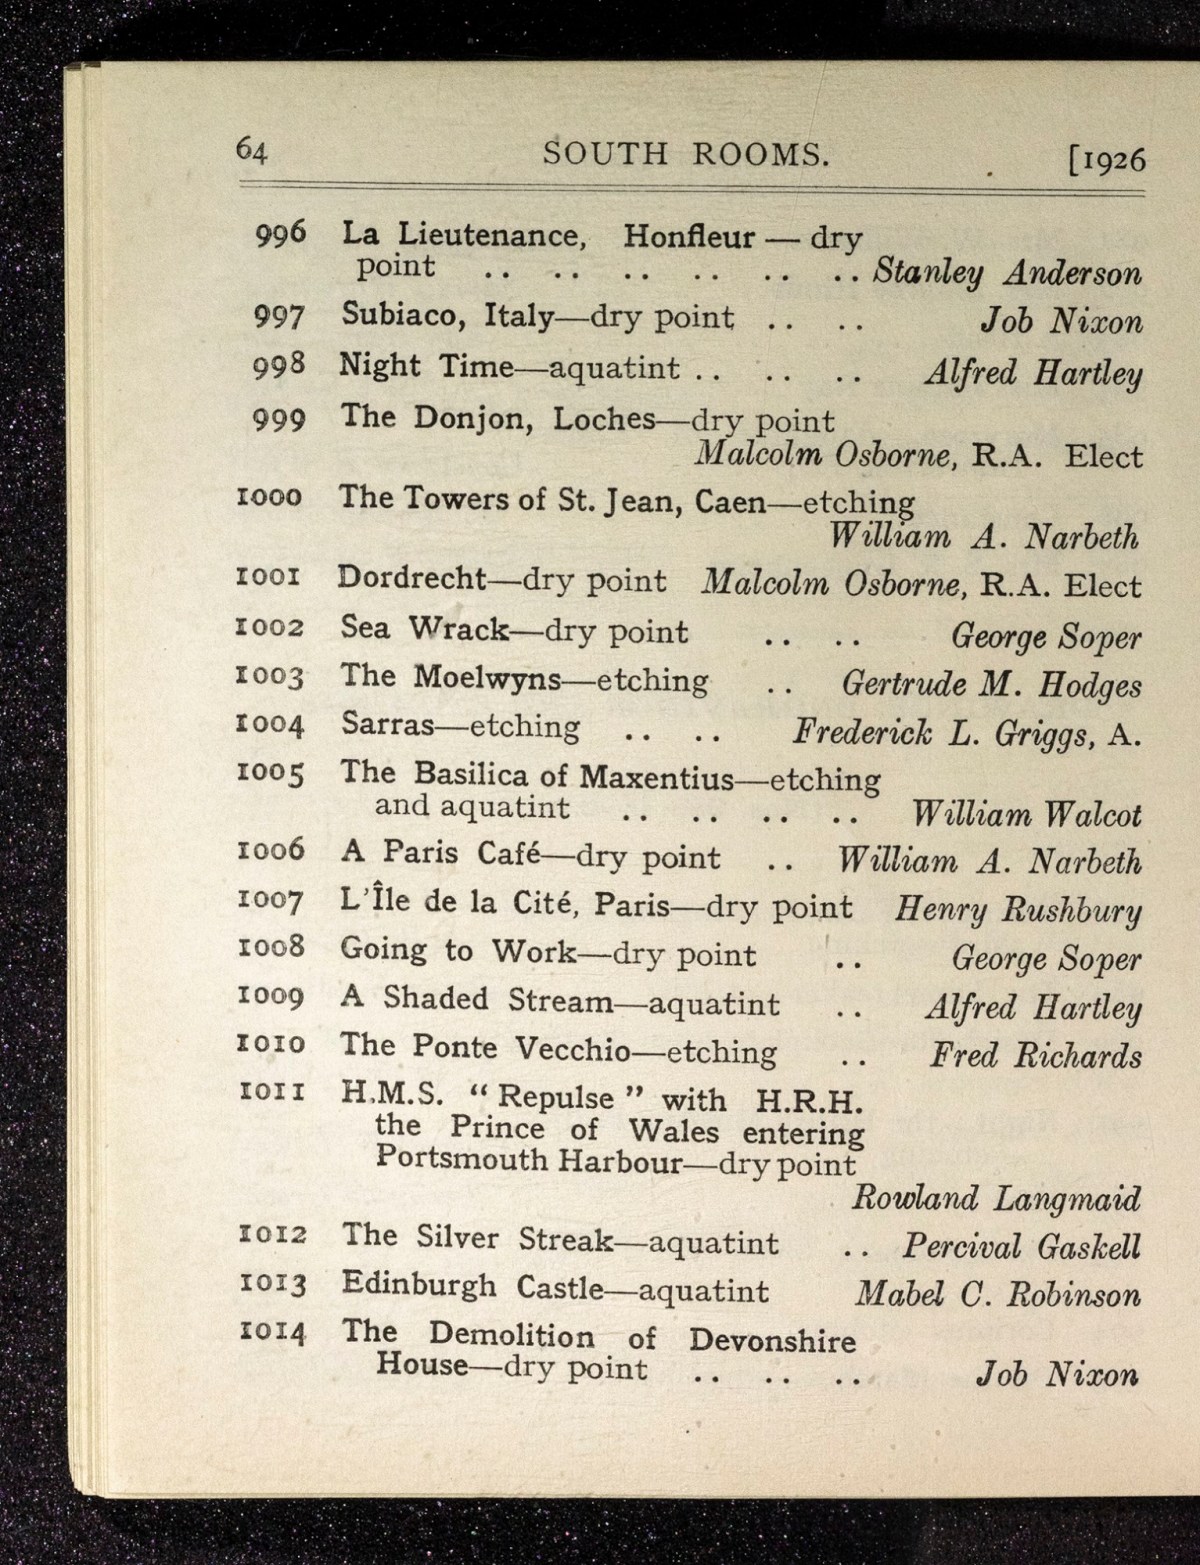 64 SOUTH ROOMS. [1926
996 La Lieutenance, Honfleur — dry
point .. .. .. .. .. .. Stanley Anderson
997 Subiaco, Italy—dry point .. .. Job Nixon
998 Night Time—aquatint .. .. .. Alfred Hartley
999 The Donjon, Loches—dry point
Malcolm Osborne, R.A. Elect
1000 The Towers of St. Jean, Caen—etching
William A. Narbeth
1001 Dordrecht—dry point Malcolm Osborne, R.A. Elect
1002 Sea Wrack—dry point .. .. George Soper
1003 The Moelwyns—etching .. Gertrude M. Hodges
1004 Sarras—etching .. .. Frederick L. Griggs, A.
1005 The Basilica of Maxentius—etching
and aquatint .. .. .. .. William Walcot
1006 A Paris Café—dry point .. William A. Narbeth
1007 L'Île de la Cité, Paris—dry point Henry Rushbury
1008 Going to Work—dry point .. George Soper
1009 A Shaded Stream—aquatint .. Alfred Hartley
1010 The Ponte Vecchio—etching .. Fred Richards
1011 H.M.S. “ Repulse ” with H.R.H.
the Prince of Wales entering
Portsmouth Harbour—dry point
Rowland Langmaid
1012 The Silver Streak—aquatint .. Percival Gaskell
1013 Edinburgh Castle—aquatint Mabel C. Robinson
1014 The Demolition of Devonshire
House—dry point .. .. .. Job Nixon